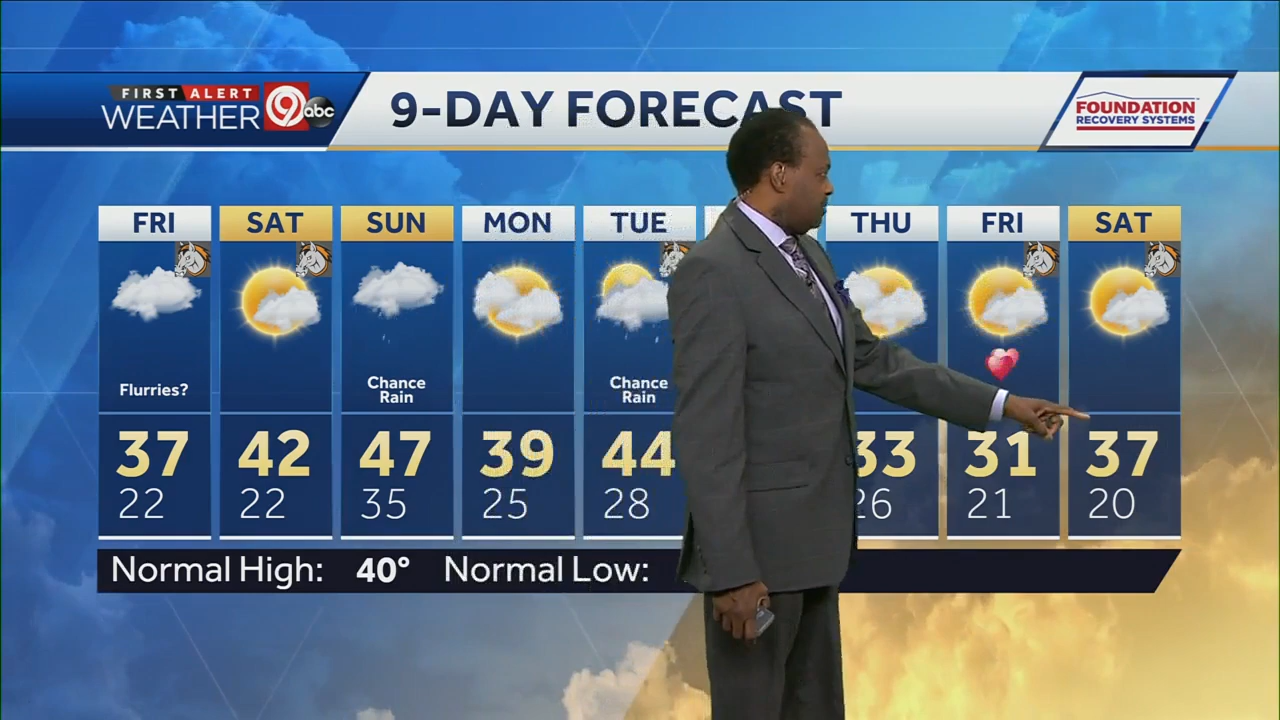 FIRST ALERT
WEATHER 9 abc
9-DAY FORECAST
FOUNDATION
RECOVERY SYSTEMS
FRI SAT SUN MON TUE THU FRI SAT
Flurries? Chance Rain Chance Rain
37 42 47 39 44 33 31 37
22 22 35 25 28 26 21 20
Normal High: 40° Normal Low: